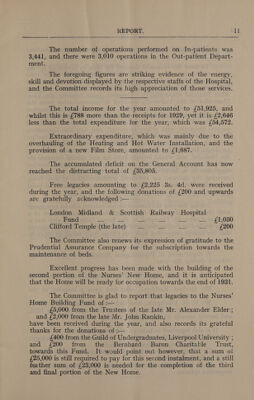 REPORT. 11
The number of operations performed on In-patients was
3,441, and there were 3,010 operations in the Out-patient Depart-
ment.
The foregoing figures are striking evidence of the energy,
skill and devotion displayed by the respective staffs of the Hospital,
and the Committee records its high appreciation of those services.
The total income for the year amounted to £51,925, and
whilst this is £788 more than the receipts for 1929, yet it is £2,646
less than the total expenditure for the year, which was £54,572.
Extraordinary expenditure, which was mainly due to the
overhauling of the Heating and Hot Water Installation, and the
provision of a new Film Store, amounted to £1,687.
The accumulated deficit on the General Account has now
reached the distracting total of £35,805.
Free legacies amounting to £2,225 3s. 4d. were received
during the year, and the following donations of £200 and upwards
are gratefully acknowledged :—
London Midland & Scottish Railway Hospital
Fund £1,030
Clifford Temple (the late) £200
The Committee also renews its expression of gratitude to the
Prudential Assurance Company for the subscription towards the
maintenance of beds.
Excellent progress has been made with the building of the
second portion of the Nurses' New Home, and it is anticipated
that the Home will be ready for occupation towards the end of 1931.
The Committee is glad to report that legacies to the Nurses'
Home Building Fund of :—
£5,000 from the Trustees of the late Mr. Alexander Elder ;
and £2,000 from the late Mr. John Rankin,
have been received during the year, and also records its grateful
thanks for the donations of :—
£400 from the Guild of Undergraduates, Liverpool University ;
and £200 from the Bernhard Baron Charitable Trust,
towards this Fund. It would point out however, that a sum of
£25,000 is still required to pay for this second instalment, and a still
further sum of £23,000 is needed for the completion of the third
and final portion of the New Home.